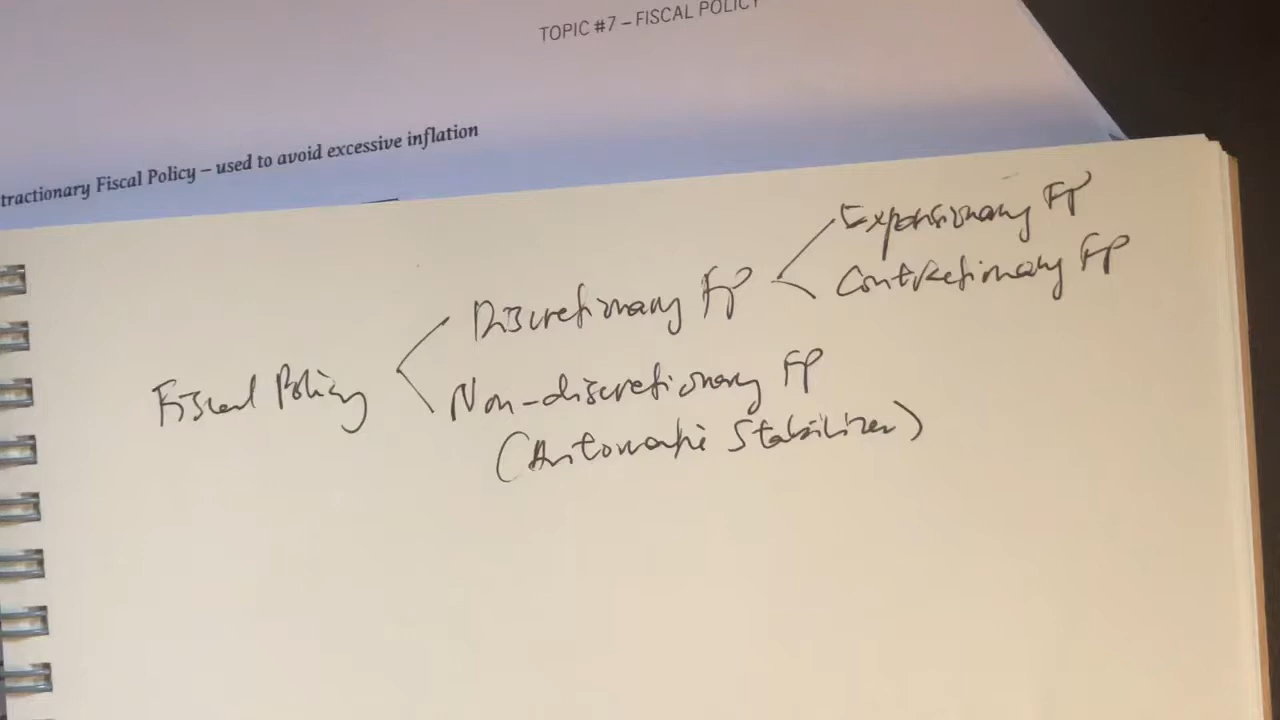 TOPIC #7 – FISCAL POLICY
tractionary Fiscal Policy – used to avoid excessive inflation
Expansionary FP
Discretionary FP
Contractionary FP
Fiscal Policy
Non-discretionary FP
(Automatic Stabilizer)